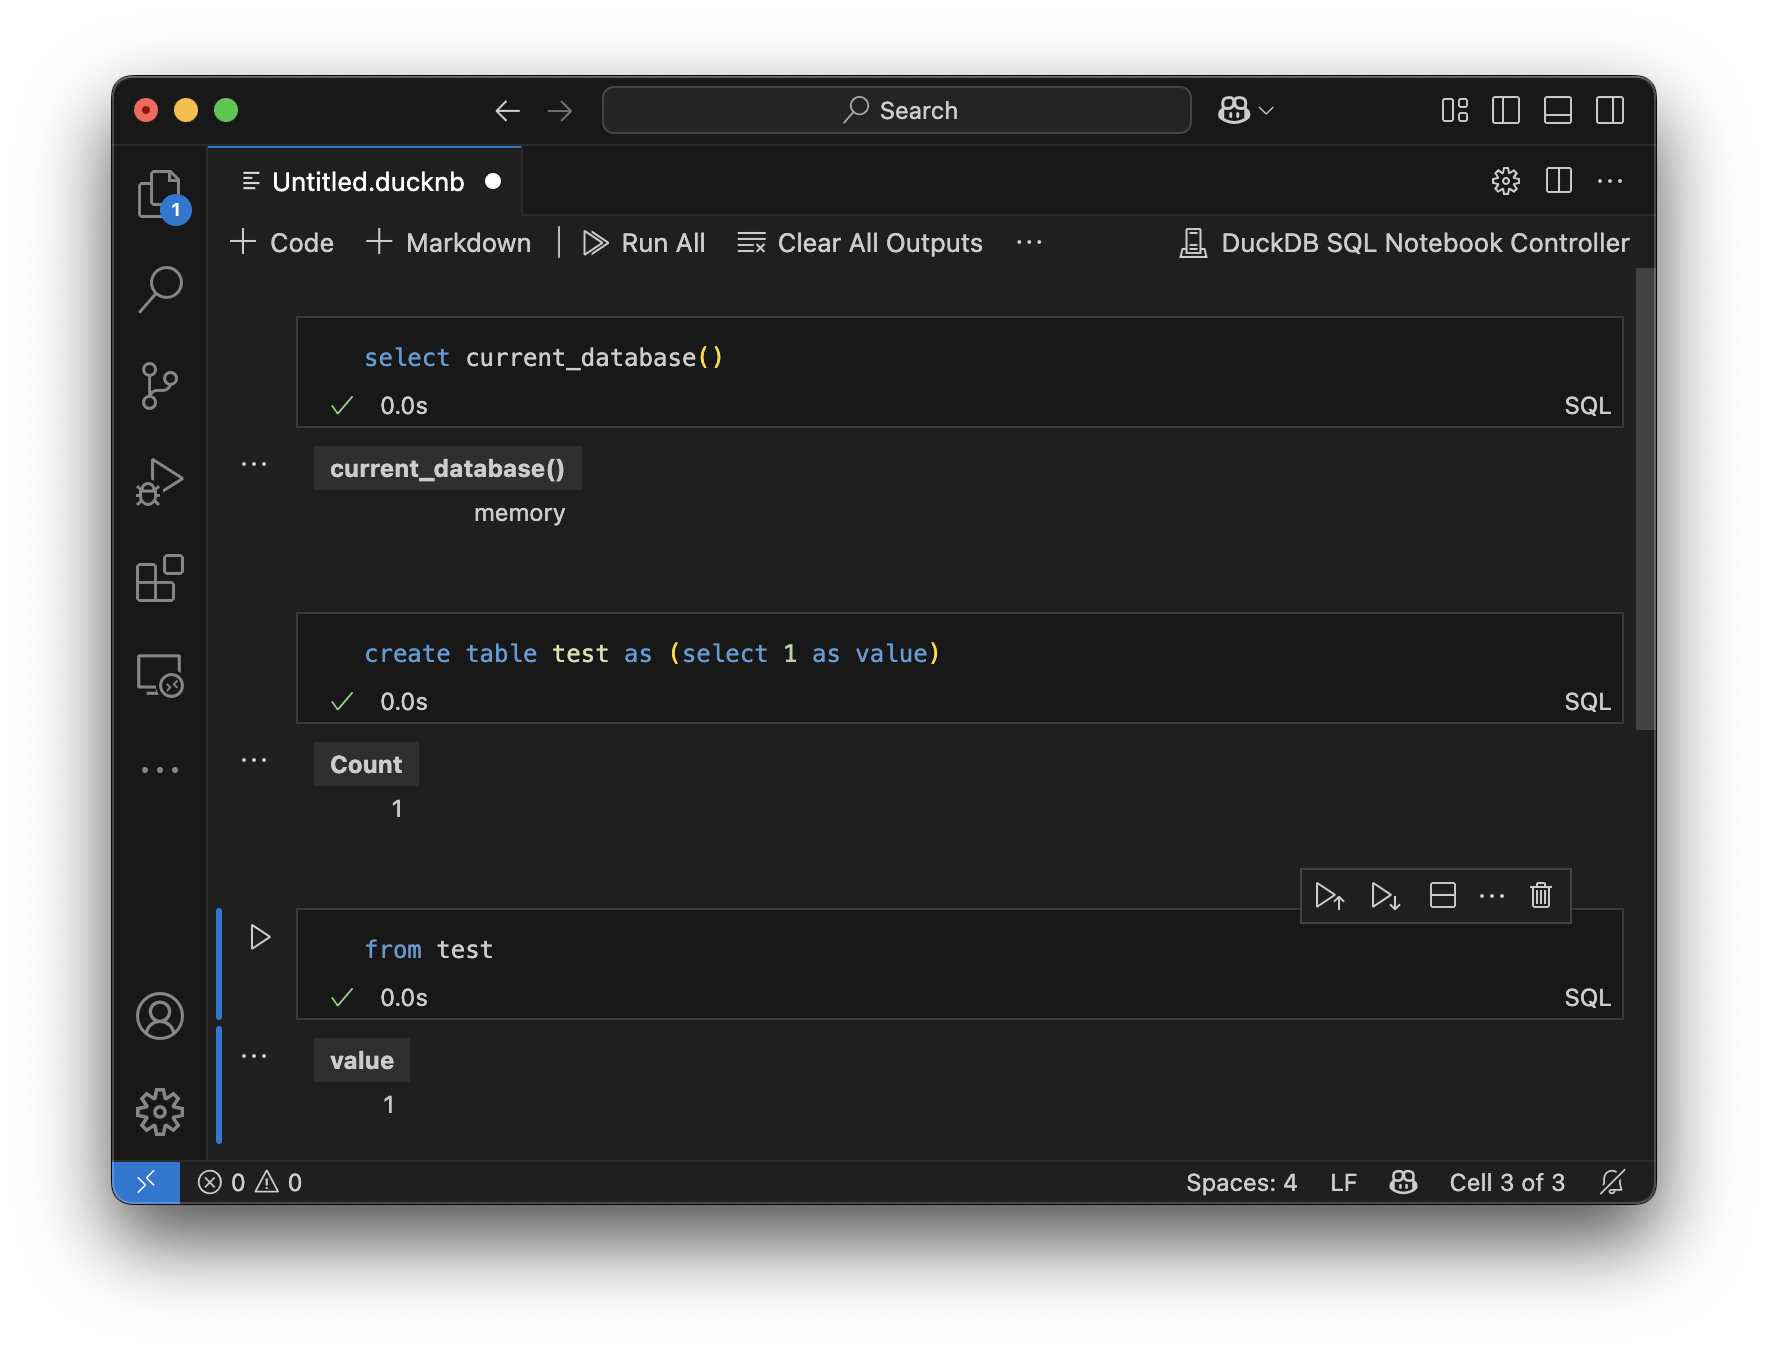 Search
1
Untitled.ducknb
Code Markdown Run All Clear All Outputs DuckDB SQL Notebook Controller
select current_database()
0.0s SQL
current_database()
memory
create table test as (select 1 as value)
0.0s SQL
Count
1
from test
0.0s SQL
value
1
0 0 Spaces: 4 LF Cell 3 of 3